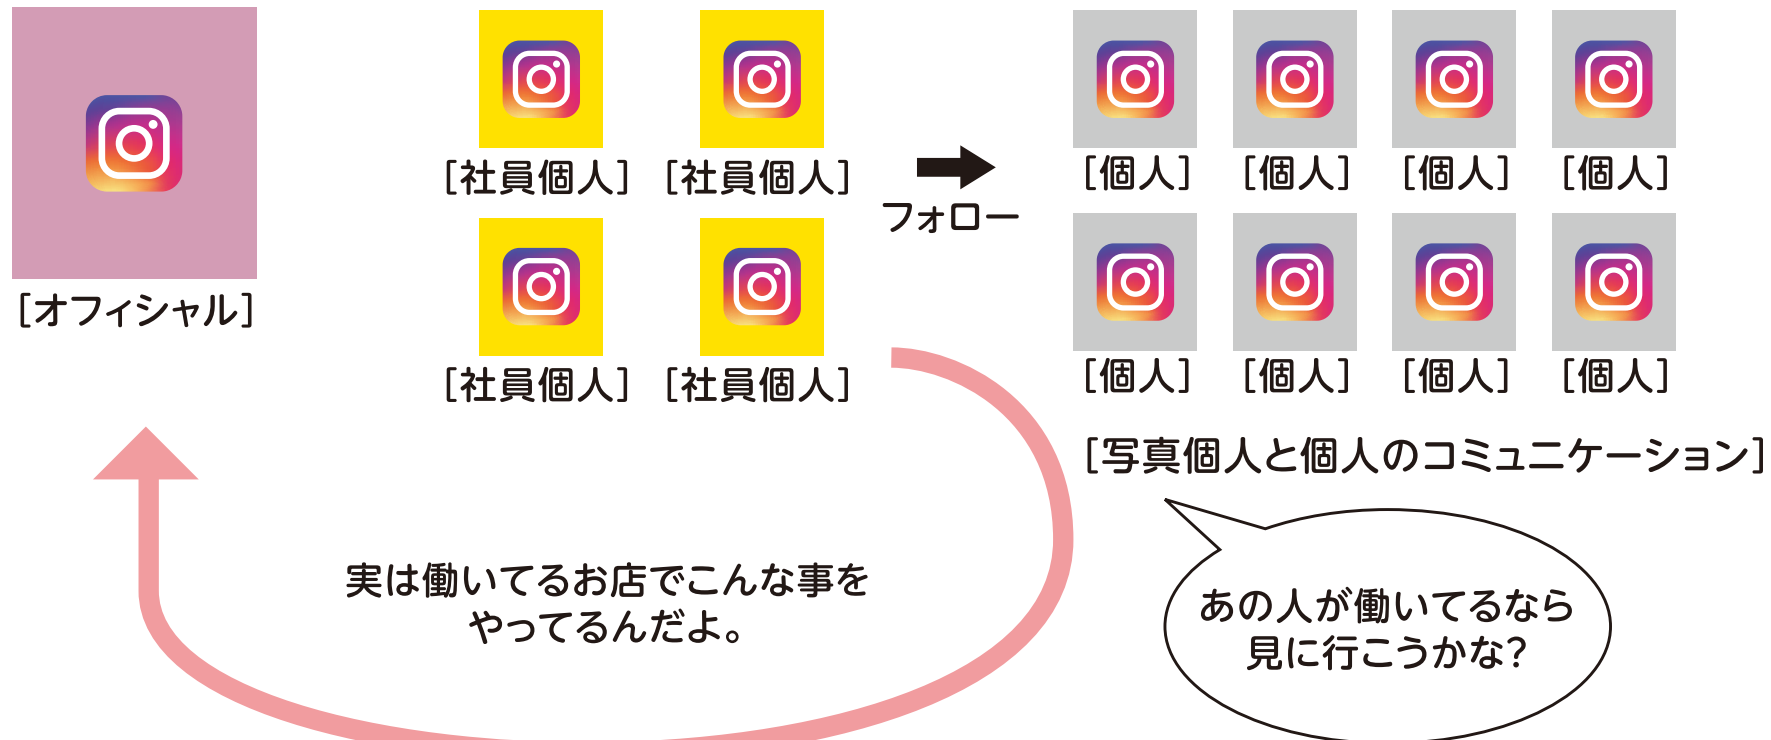 [オフィシャル]
[社員個人] [社員個人]
[社員個人] [社員個人]
フォロー
[個人] [個人] [個人] [個人]
[個人] [個人] [個人] [個人]
[写真個人と個人のコミュニケーション]
実は働いてるお店でこんな事を
やってるんだよ。
あの人が働いてるなら
見に行こうかな?